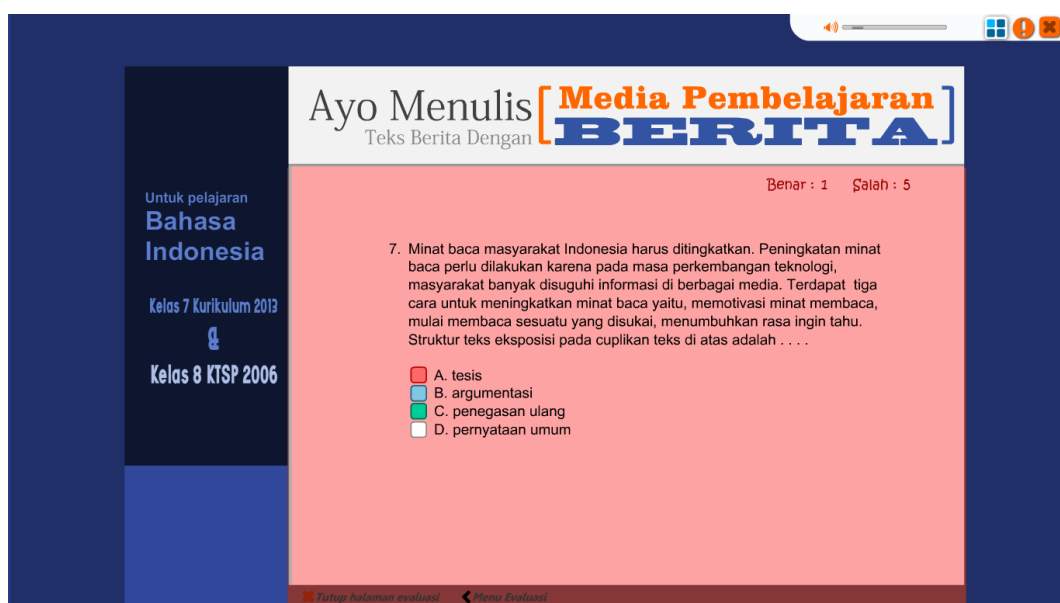 Ayo Menulis
Teks Berita Dengan
[ Media Pembelajaran ]
BERITA
Untuk pelajaran
Bahasa
Indonesia
Kelas 7 Kurikulum 2013
&
Kelas 8 KTSP 2006
Benar : 1 Salah : 5
7. Minat baca masyarakat Indonesia harus ditingkatkan. Peningkatan minat
baca perlu dilakukan karena pada masa perkembangan teknologi,
masyarakat banyak disuguhi informasi di berbagai media. Terdapat tiga
cara untuk meningkatkan minat baca yaitu, memotivasi minat membaca,
mulai membaca sesuatu yang disukai, menumbuhkan rasa ingin tahu.
Struktur teks eksposisi pada cuplikan teks di atas adalah . . . .
A. tesis
B. argumentasi
C. penegasan ulang
D. pernyataan umum
Tutup halaman evaluasi
Menu Evaluasi